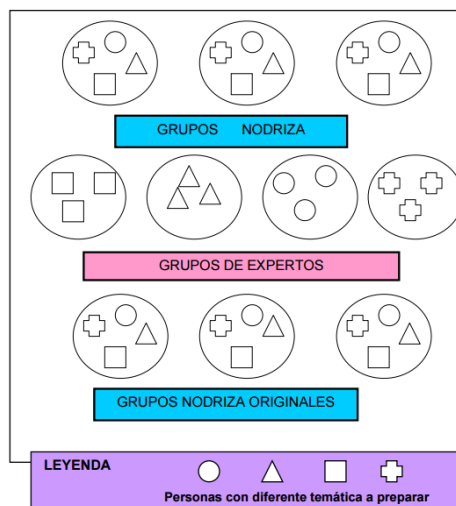 GRUPOS NODRIZA
GRUPOS DE EXPERTOS
GRUPOS NODRIZA ORIGINALES
LEYENDA
Personas con diferente temática a preparar